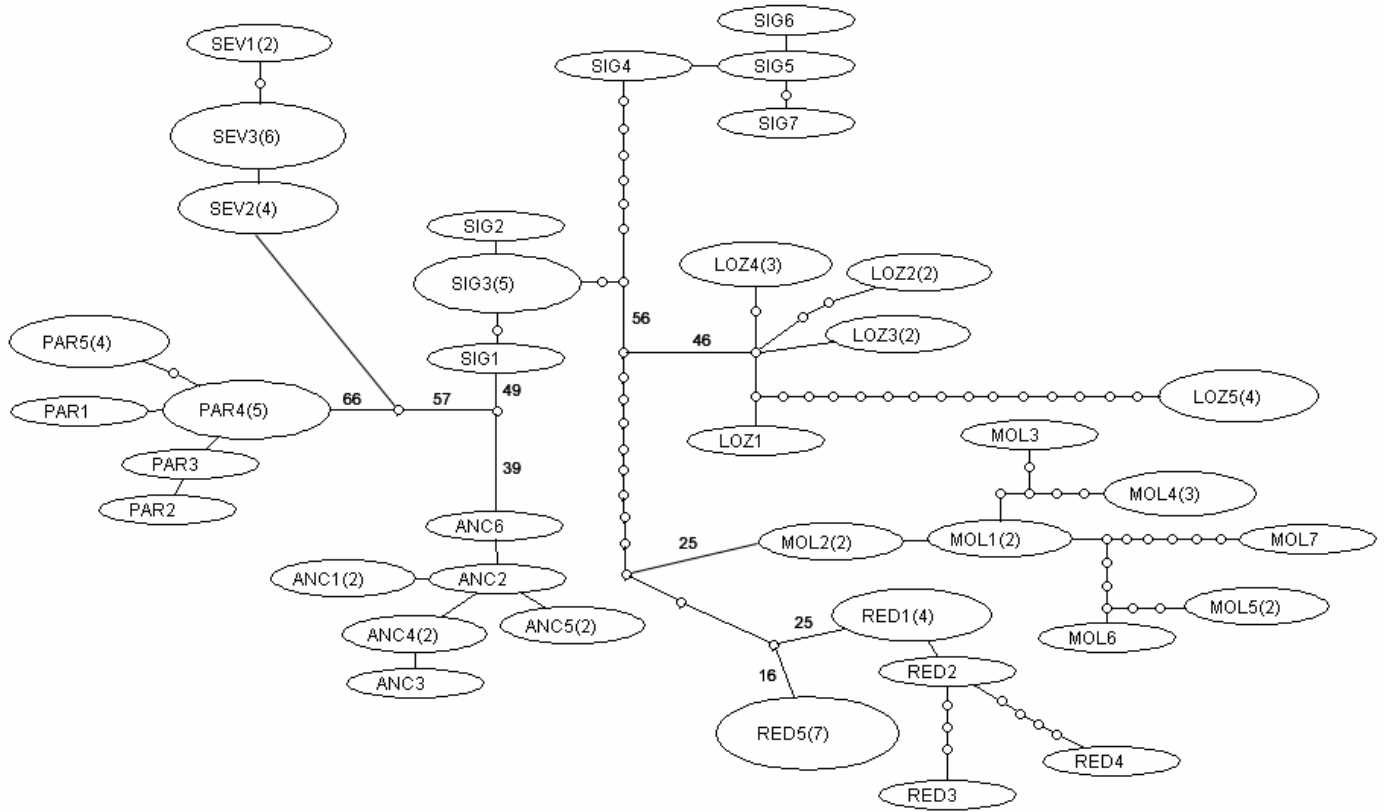 SIG6
SEV1(2)
SIG4
SIG5
SIG7
SEV3(6)
SEV2(4)
SIG2
SIG3(5)
LOZ4(3)
LOZ2(2)
56
LOZ3(2)
46
PAR5(4)
SIG1
49
PAR1
PAR4(5)
66
57
LOZ5(4)
LOZ1
MOL3
PAR3
39
MOL4(3)
PAR2
ANC6
25
MOL2(2)
MOL1(2)
MOL7
ANC1(2)
ANC2
MOL5(2)
ANC4(2)
ANC5(2)
25
RED1(4)
MOL6
ANC3
16
RED2
RED5(7)
RED4
RED3